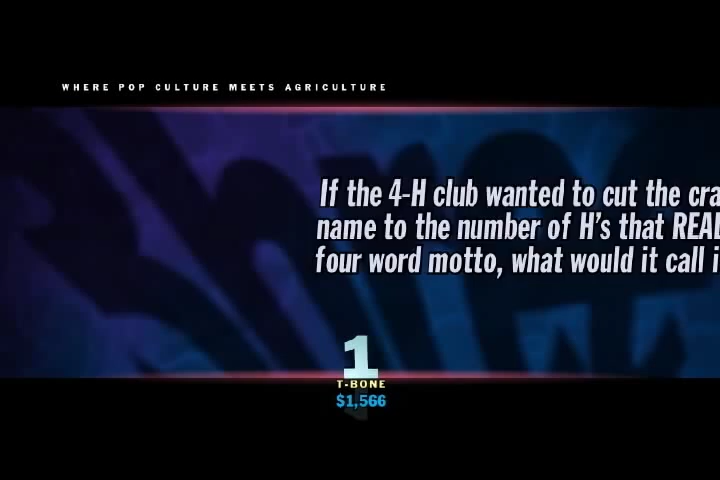 WHERE POP CULTURE MEETS AGRICULTURE
If the 4-H club wanted to cut the cra
name to the number of H's that REAL
four word motto, what would it call i
1
T-BONE
$1,566